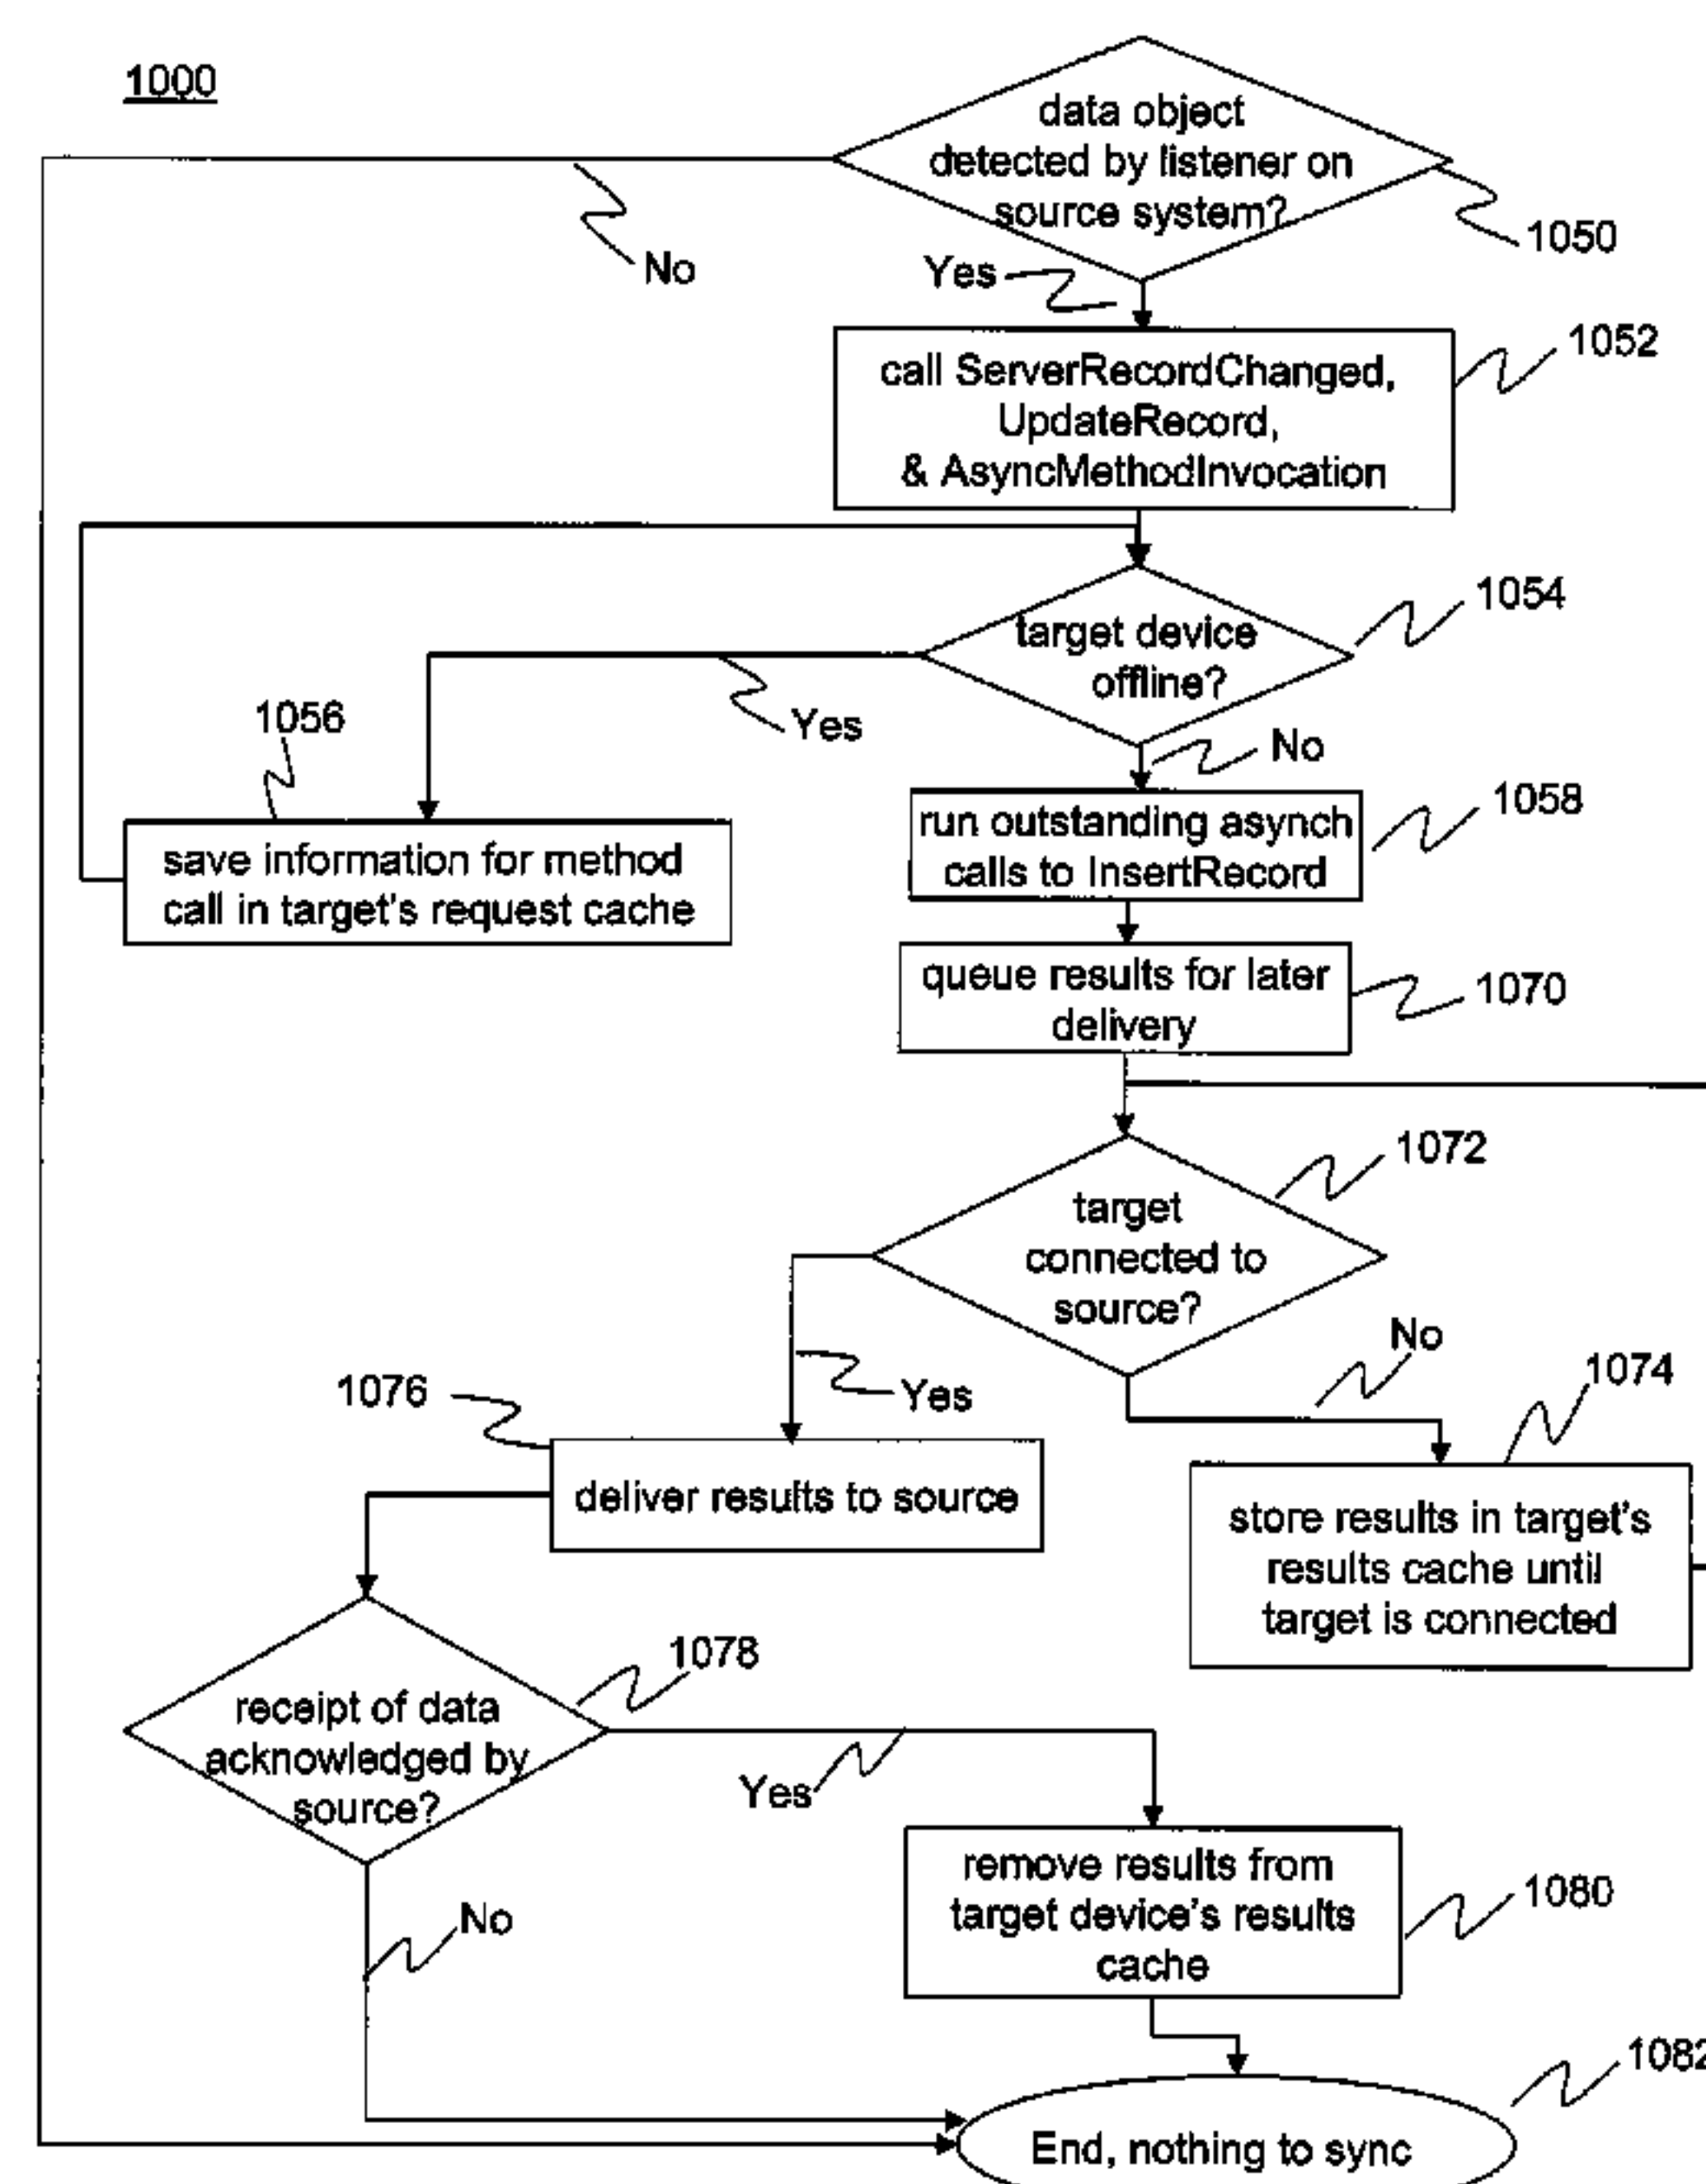 1000
data object
detected by listener on
source system?
1050
No
Yes
1052
call ServerRecordChanged,
UpdateRecord,
& AsyncMethodInvocation
1054
target device
offline?
1056
Yes
No
1058
save information for method
call in target's request cache
run outstanding asynch
calls to InsertRecord
queue results for later
delivery
1070
1072
target
connected to
source?
No
1074
1076
Yes
deliver results to source
store results in target's
results cache until
target is connected
1078
receipt of data
acknowledged by
source?
Yes
remove results from
target device's results
cache
1080
No
1082
End, nothing to sync